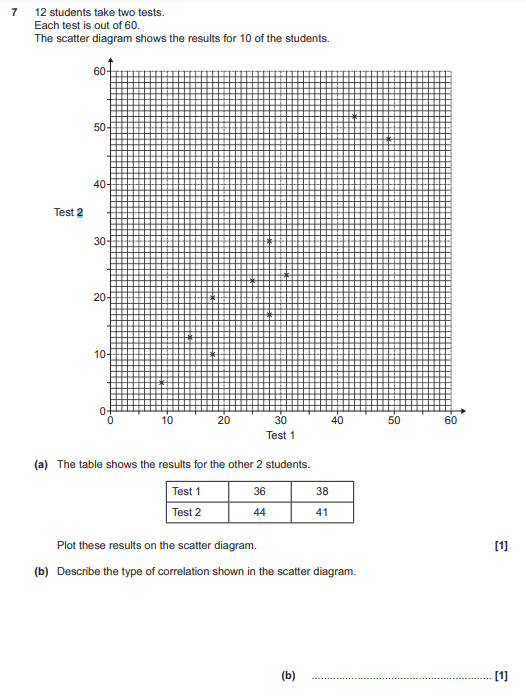 7 12 students take two tests.
Each test is out of 60.
The scatter diagram shows the results for 10 of the students.
60
50
40
Test 2
30
20
10
0
0 10 20 30 40 50 60
Test 1
(a) The table shows the results for the other 2 students.
Test 1 36 38
Test 2 44 41
Plot these results on the scatter diagram. [1]
(b) Describe the type of correlation shown in the scatter diagram.
(b) ............................................................ [1]